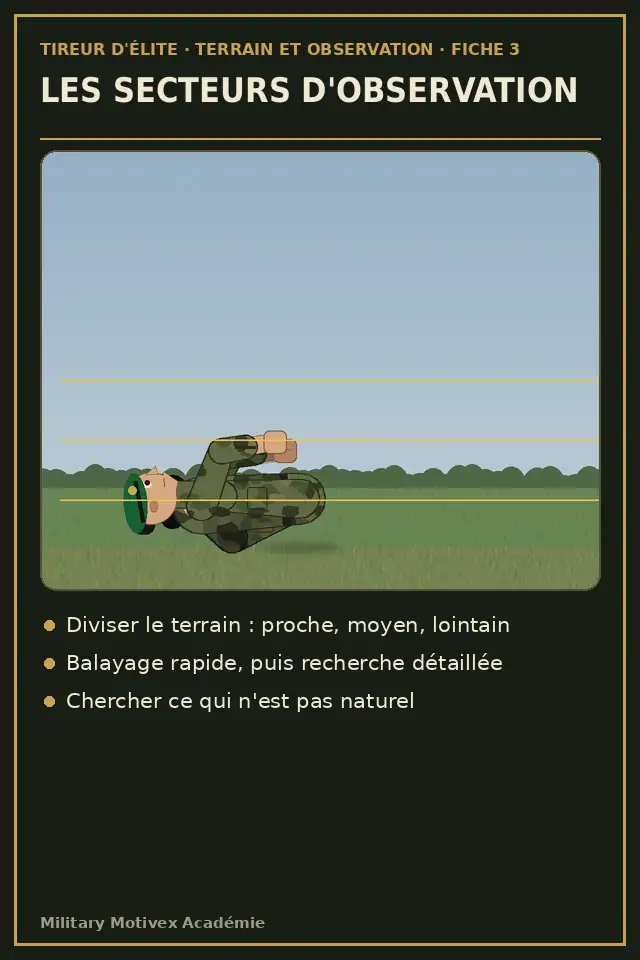 TIREUR D'ÉLITE · TERRAIN ET OBSERVATION · FICHE 3
LES SECTEURS D'OBSERVATION
Diviser le terrain : proche, moyen, lointain
Balayage rapide, puis recherche détaillée
Chercher ce qui n'est pas naturel
Military Motivex Académie